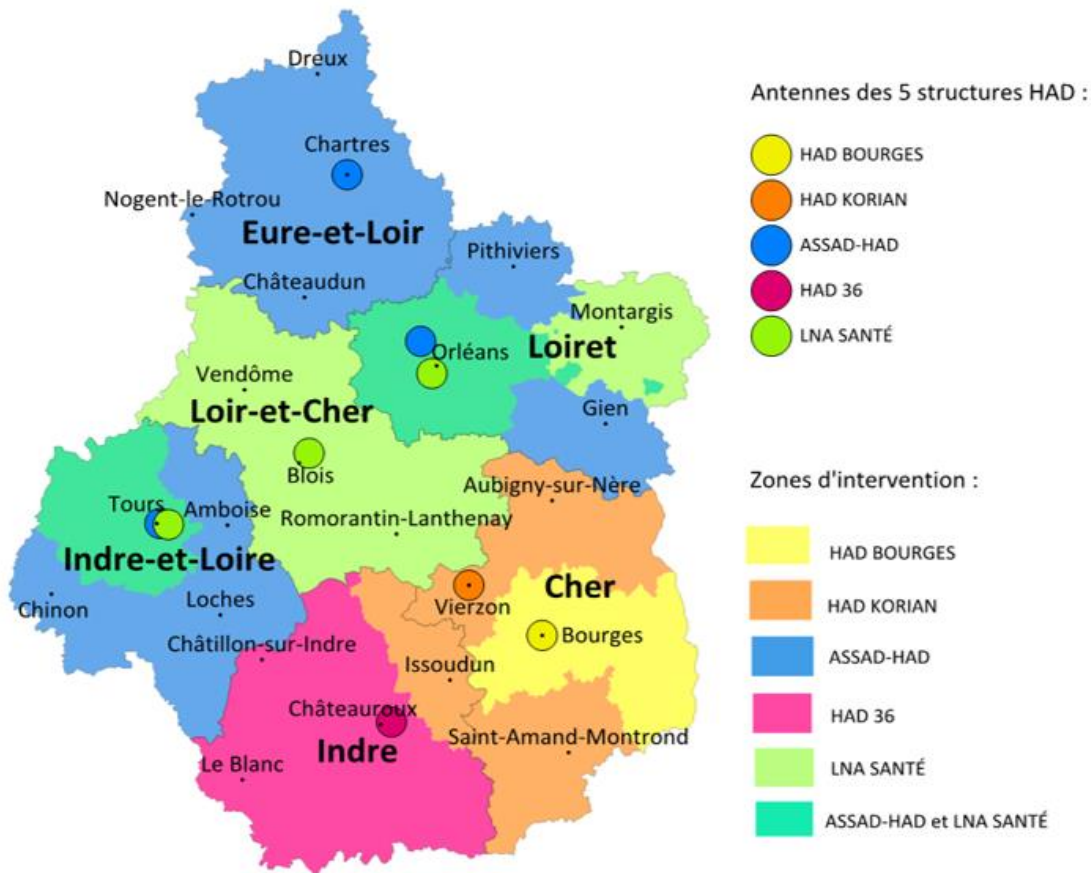 Dreux
Chartres
Nogent-le-Rotrou
Eure-et-Loir
Pithiviers
Châteaudun
Montargis
Orléans
Loiret
Vendôme
Loir-et-Cher
Gien
Blois
Aubigny-sur-Nère
Tours
Amboise
Romorantin-Lanthenay
Indre-et-Loire
Cher
Chinon
Loches
Vierzon
Bourges
Châtillon-sur-Indre
Issoudun
Châteauroux
Saint-Amand-Montrond
Indre
Le Blanc
Antennes des 5 structures HAD :
HAD BOURGES
HAD KORIAN
ASSAD-HAD
HAD 36
LNA SANTÉ
Zones d'intervention :
HAD BOURGES
HAD KORIAN
ASSAD-HAD
HAD 36
LNA SANTÉ
ASSAD-HAD et LNA SANTÉ